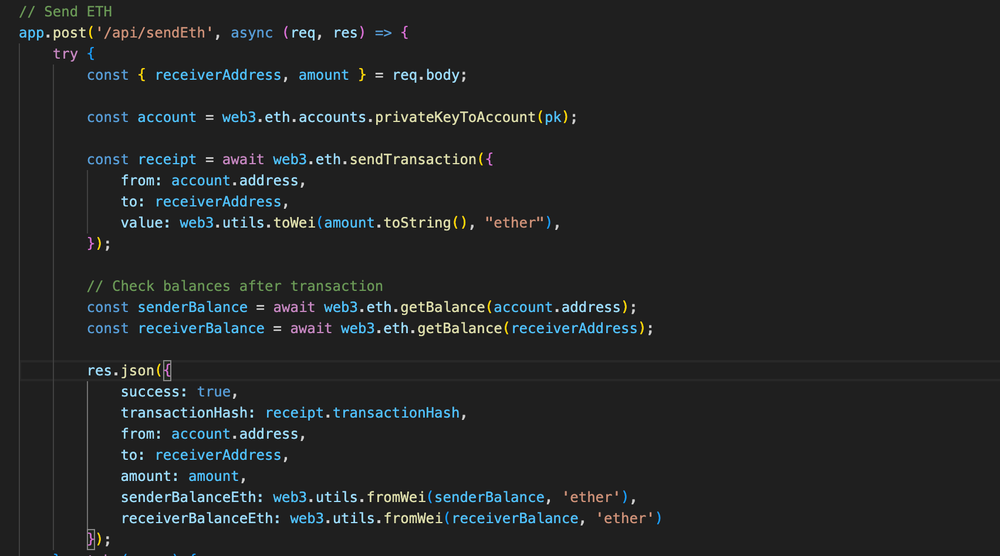 // Send ETH
app.post('/api/sendEth', async (req, res) => {
try {
const { receiverAddress, amount } = req.body;
const account = web3.eth.accounts.privateKeyToAccount(pk);
const receipt = await web3.eth.sendTransaction({
from: account.address,
to: receiverAddress,
value: web3.utils.toWei(amount.toString(), "ether"),
});
// Check balances after transaction
const senderBalance = await web3.eth.getBalance(account.address);
const receiverBalance = await web3.eth.getBalance(receiverAddress);
res.json({
success: true,
transactionHash: receipt.transactionHash,
from: account.address,
to: receiverAddress,
amount: amount,
senderBalanceEth: web3.utils.fromWei(senderBalance, 'ether'),
receiverBalanceEth: web3.utils.fromWei(receiverBalance, 'ether')
});